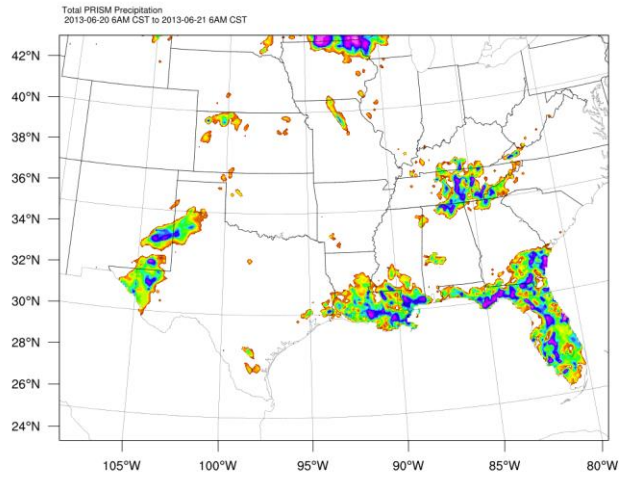 Total PRISM Precipitation
2013-06-20 6AM CST to 2013-06-21 6AM CST
42°N
40°N
38°N
36°N
34°N
32°N
30°N
28°N
26°N
24°N
105°W 100°W 95°W 90°W 85°W 80°W